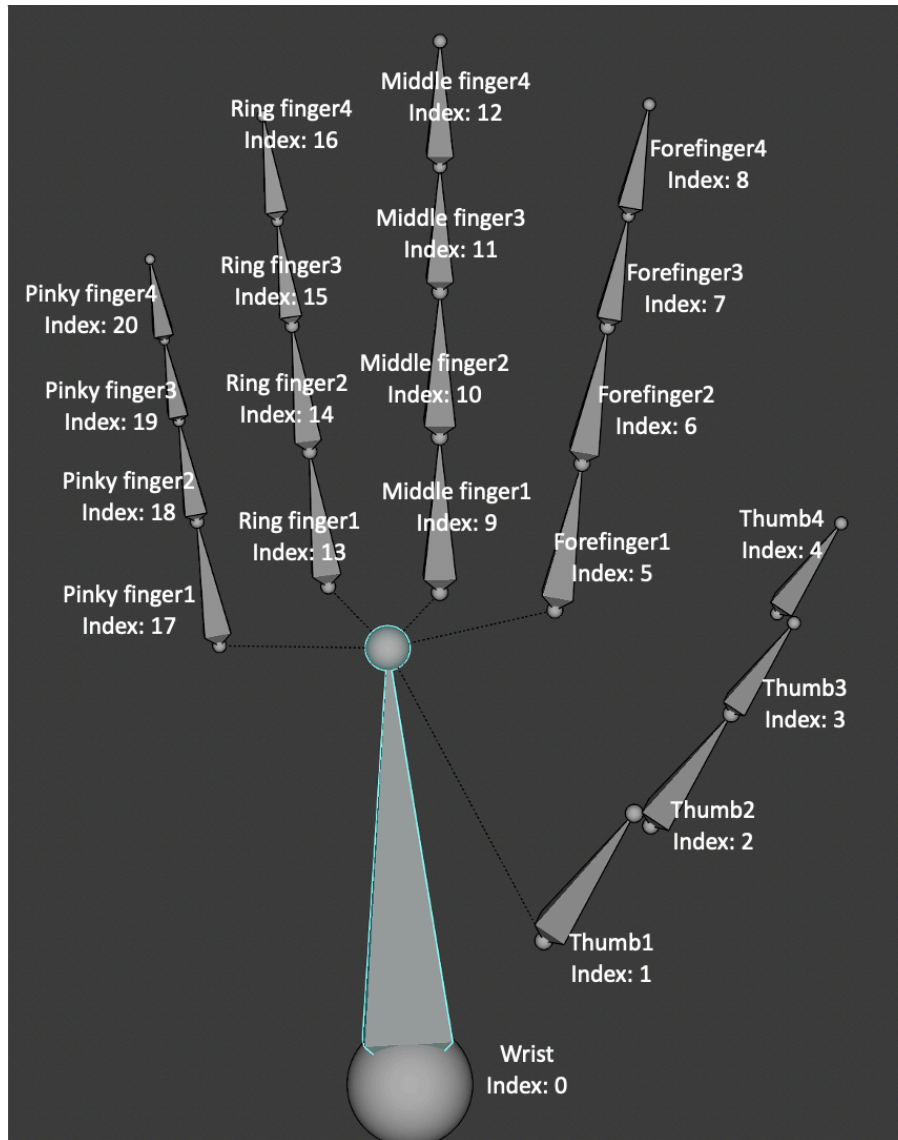 Middle finger4
Index: 12
Ring finger4
Index: 16
Forefinger4
Index: 8
Middle finger3
Index: 11
Ring finger3
Index: 15
Forefinger3
Index: 7
Pinky finger4
Index: 20
Middle finger2
Index: 10
Ring finger2
Index: 14
Forefinger2
Index: 6
Pinky finger3
Index: 19
Pinky finger2
Index: 18
Middle finger1
Index: 9
Ring finger1
Index: 13
Forefinger1
Index: 5
Thumb4
Index: 4
Pinky finger1
Index: 17
Thumb3
Index: 3
Thumb2
Index: 2
Thumb1
Index: 1
Wrist
Index: 0